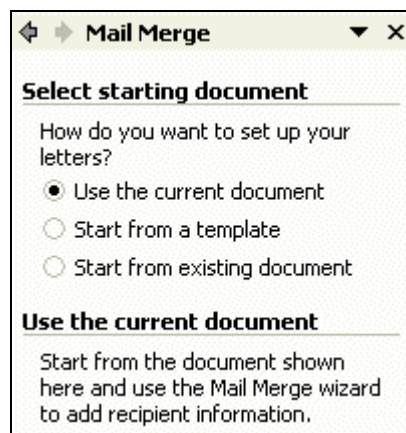 Mail Merge
Select starting document
How do you want to set up your
letters?
Use the current document
Start from a template
Start from existing document
Use the current document
Start from the document shown
here and use the Mail Merge wizard
to add recipient information.